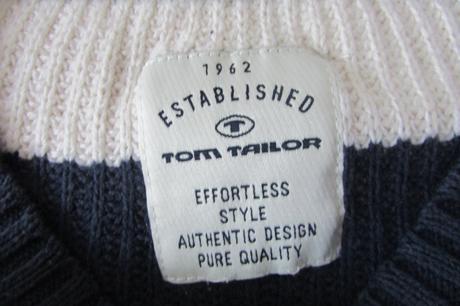 1962
ESTABLISHED
T
TOM TAILOR
EFFORTLESS
STYLE
AUTHENTIC DESIGN
PURE QUALITY